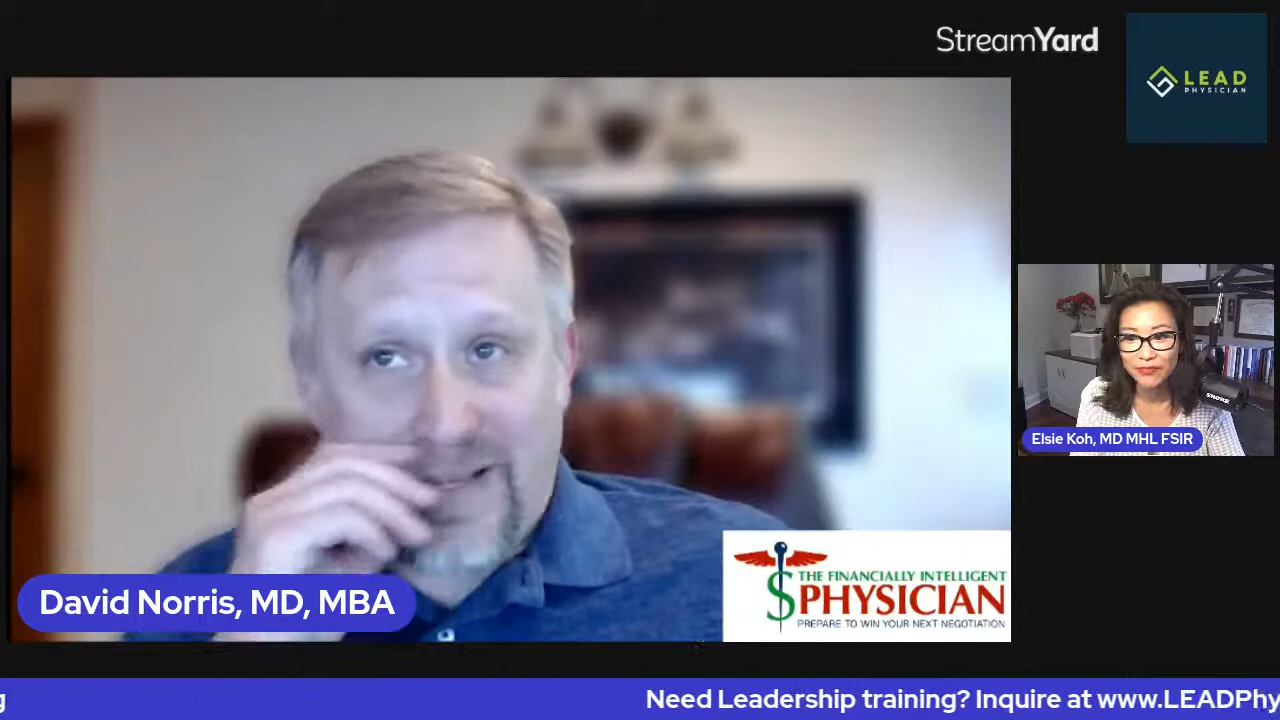 StreamYard
LEAD
PHYSICIAN
Elsie Koh, MD MHL FSIR
SHURE
THE FINANCIALLY INTELLIGENT
$PHYSICIAN
PREPARE TO WIN YOUR NEXT NEGOTIATION
David Norris, MD, MBA
g
Need Leadership training? Inquire at www.LEADPhy